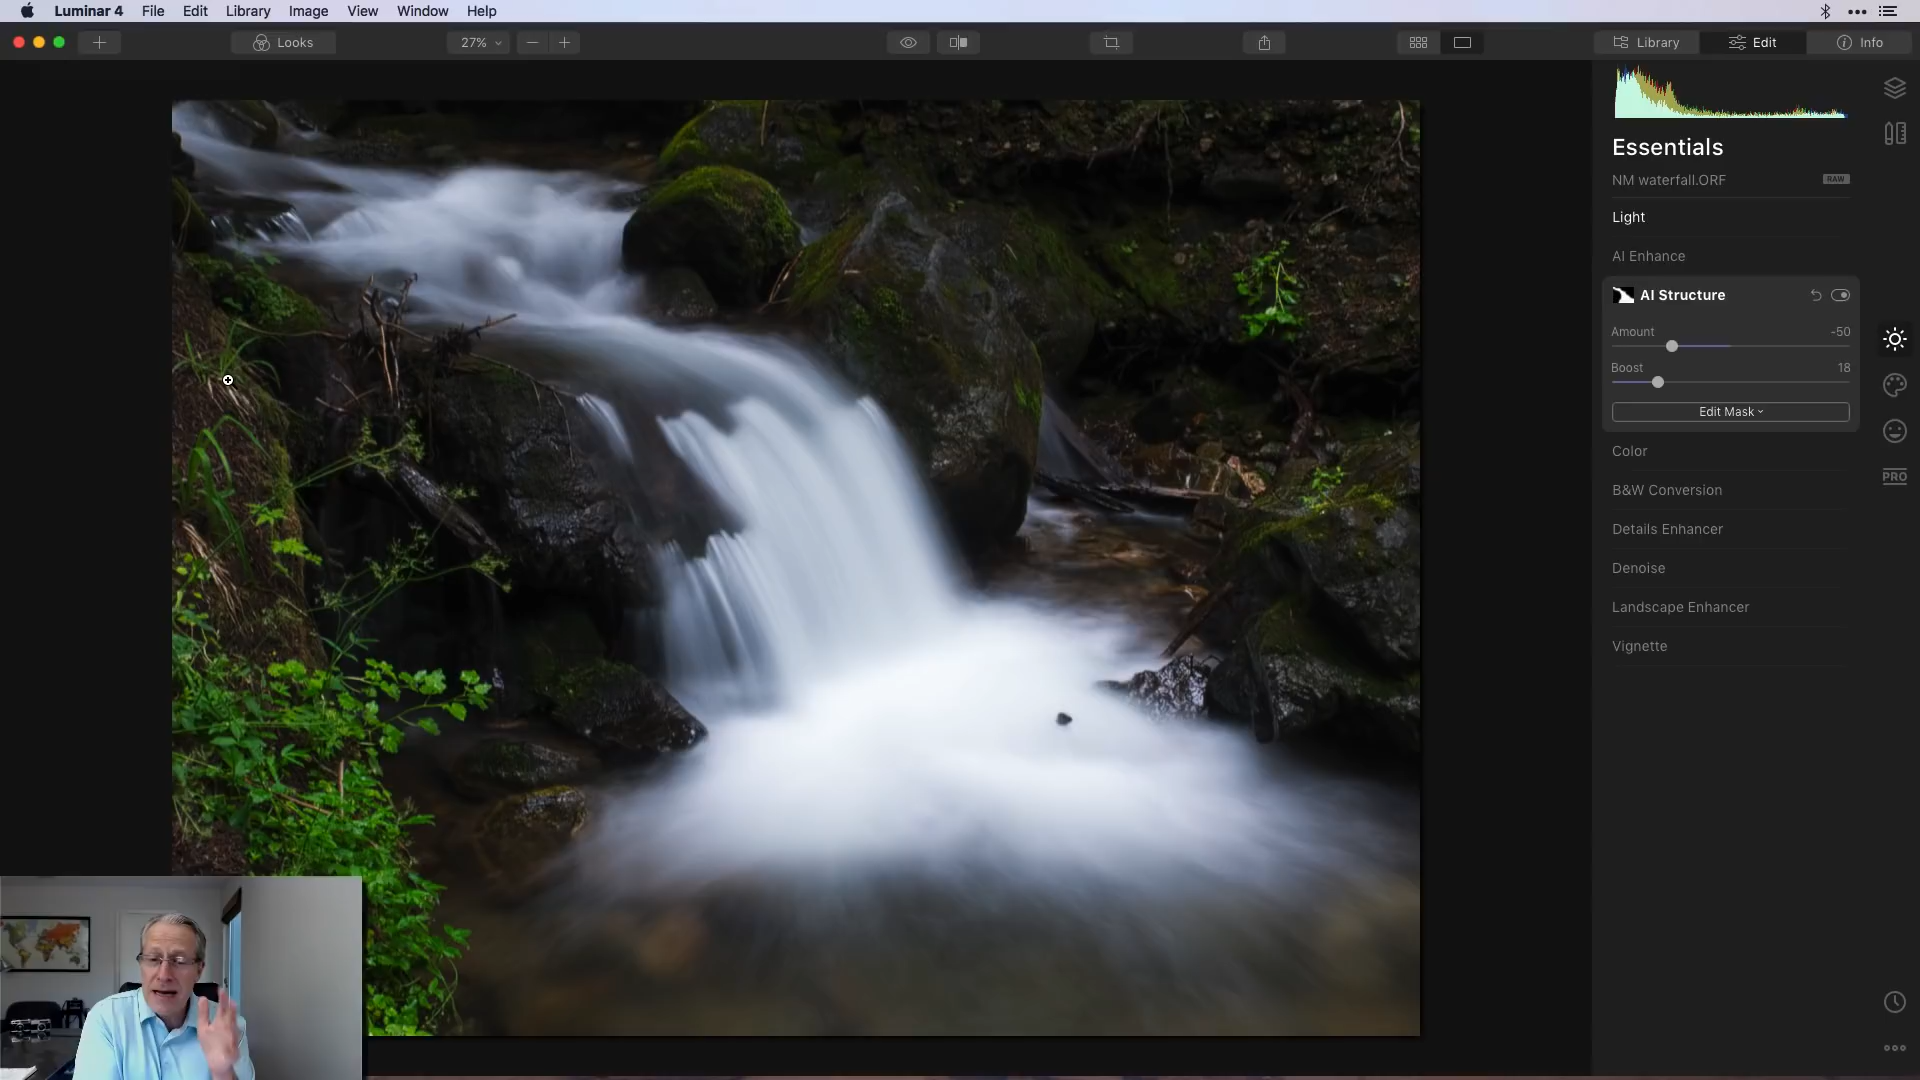 Luminar 4 File Edit Library Image View Window Help
Looks 27% Library Edit Info
Essentials
NM waterfall.ORF RAW
Light
AI Enhance
AI Structure
Amount -50
Boost 18
Edit Mask
Color
B&W Conversion
Details Enhancer
Denoise
Landscape Enhancer
Vignette
PRO